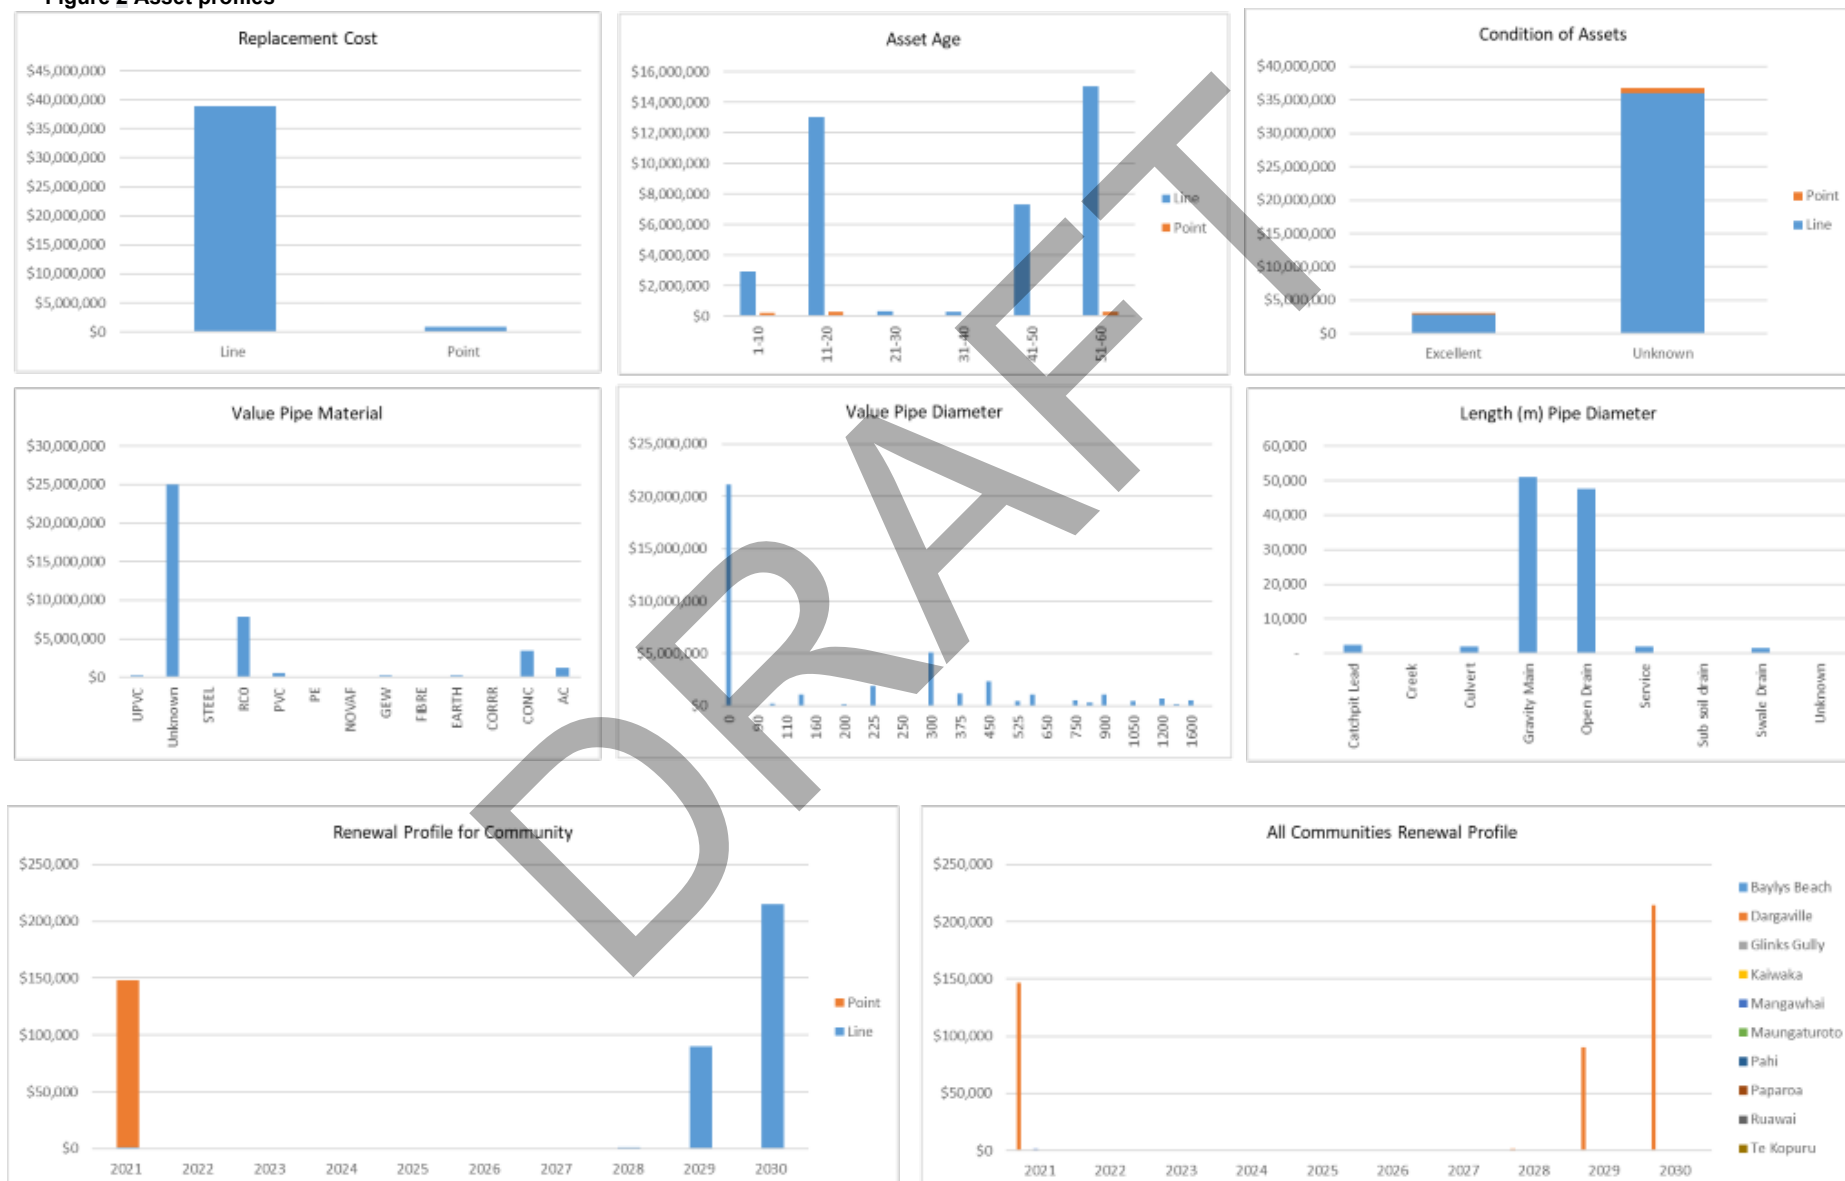 Figure 2 Asset profiles
Replacement Cost
$45,000,000
$40,000,000
$35,000,000
$30,000,000
$25,000,000
$20,000,000
$15,000,000
$10,000,000
$5,000,000
$0
Line
Point
Asset Age
$16,000,000
$14,000,000
$12,000,000
$10,000,000
$8,000,000
$6,000,000
$4,000,000
$2,000,000
$0
1-10
11-20
21-30
31-40
41-50
51-60
Line
Point
Condition of Assets
$40,000,000
$35,000,000
$30,000,000
$25,000,000
$20,000,000
$15,000,000
$10,000,000
$5,000,000
$0
Excellent
Unknown
Point
Line
Value Pipe Material
$30,000,000
$25,000,000
$20,000,000
$15,000,000
$10,000,000
$5,000,000
$0
UPVC
Unknown
STEEL
RC0
PVC
PE
NOVAF
GEW
FIBRE
EARTH
CORRR
CONC
AC
Value Pipe Diameter
$25,000,000
$20,000,000
$15,000,000
$10,000,000
$5,000,000
$0
0
90
110
160
200
225
250
300
375
450
525
650
750
900
1050
1200
1600
Length (m) Pipe Diameter
60,000
50,000
40,000
30,000
20,000
10,000
-
Catchpit Lead
Creek
Culvert
Gravity Main
Open Drain
Service
Sub soil drain
Swale Drain
Unknown
Renewal Profile for Community
$250,000
$200,000
$150,000
$100,000
$50,000
$0
2021
2022
2023
2024
2025
2026
2027
2028
2029
2030
Point
Line
All Communities Renewal Profile
$250,000
$200,000
$150,000
$100,000
$50,000
$0
2021
2022
2023
2024
2025
2026
2027
2028
2029
2030
Baylys Beach
Dargaville
Glinks Gully
Kaiwaka
Mangawhai
Maungaturoto
Pahi
Paparoa
Ruawai
Te Kopuru
DRAFT